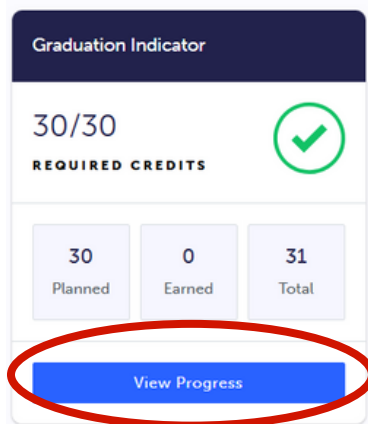 Graduation Indicator
30/30
REQUIRED CREDITS
30 0 31
Planned Earned Total
View Progress